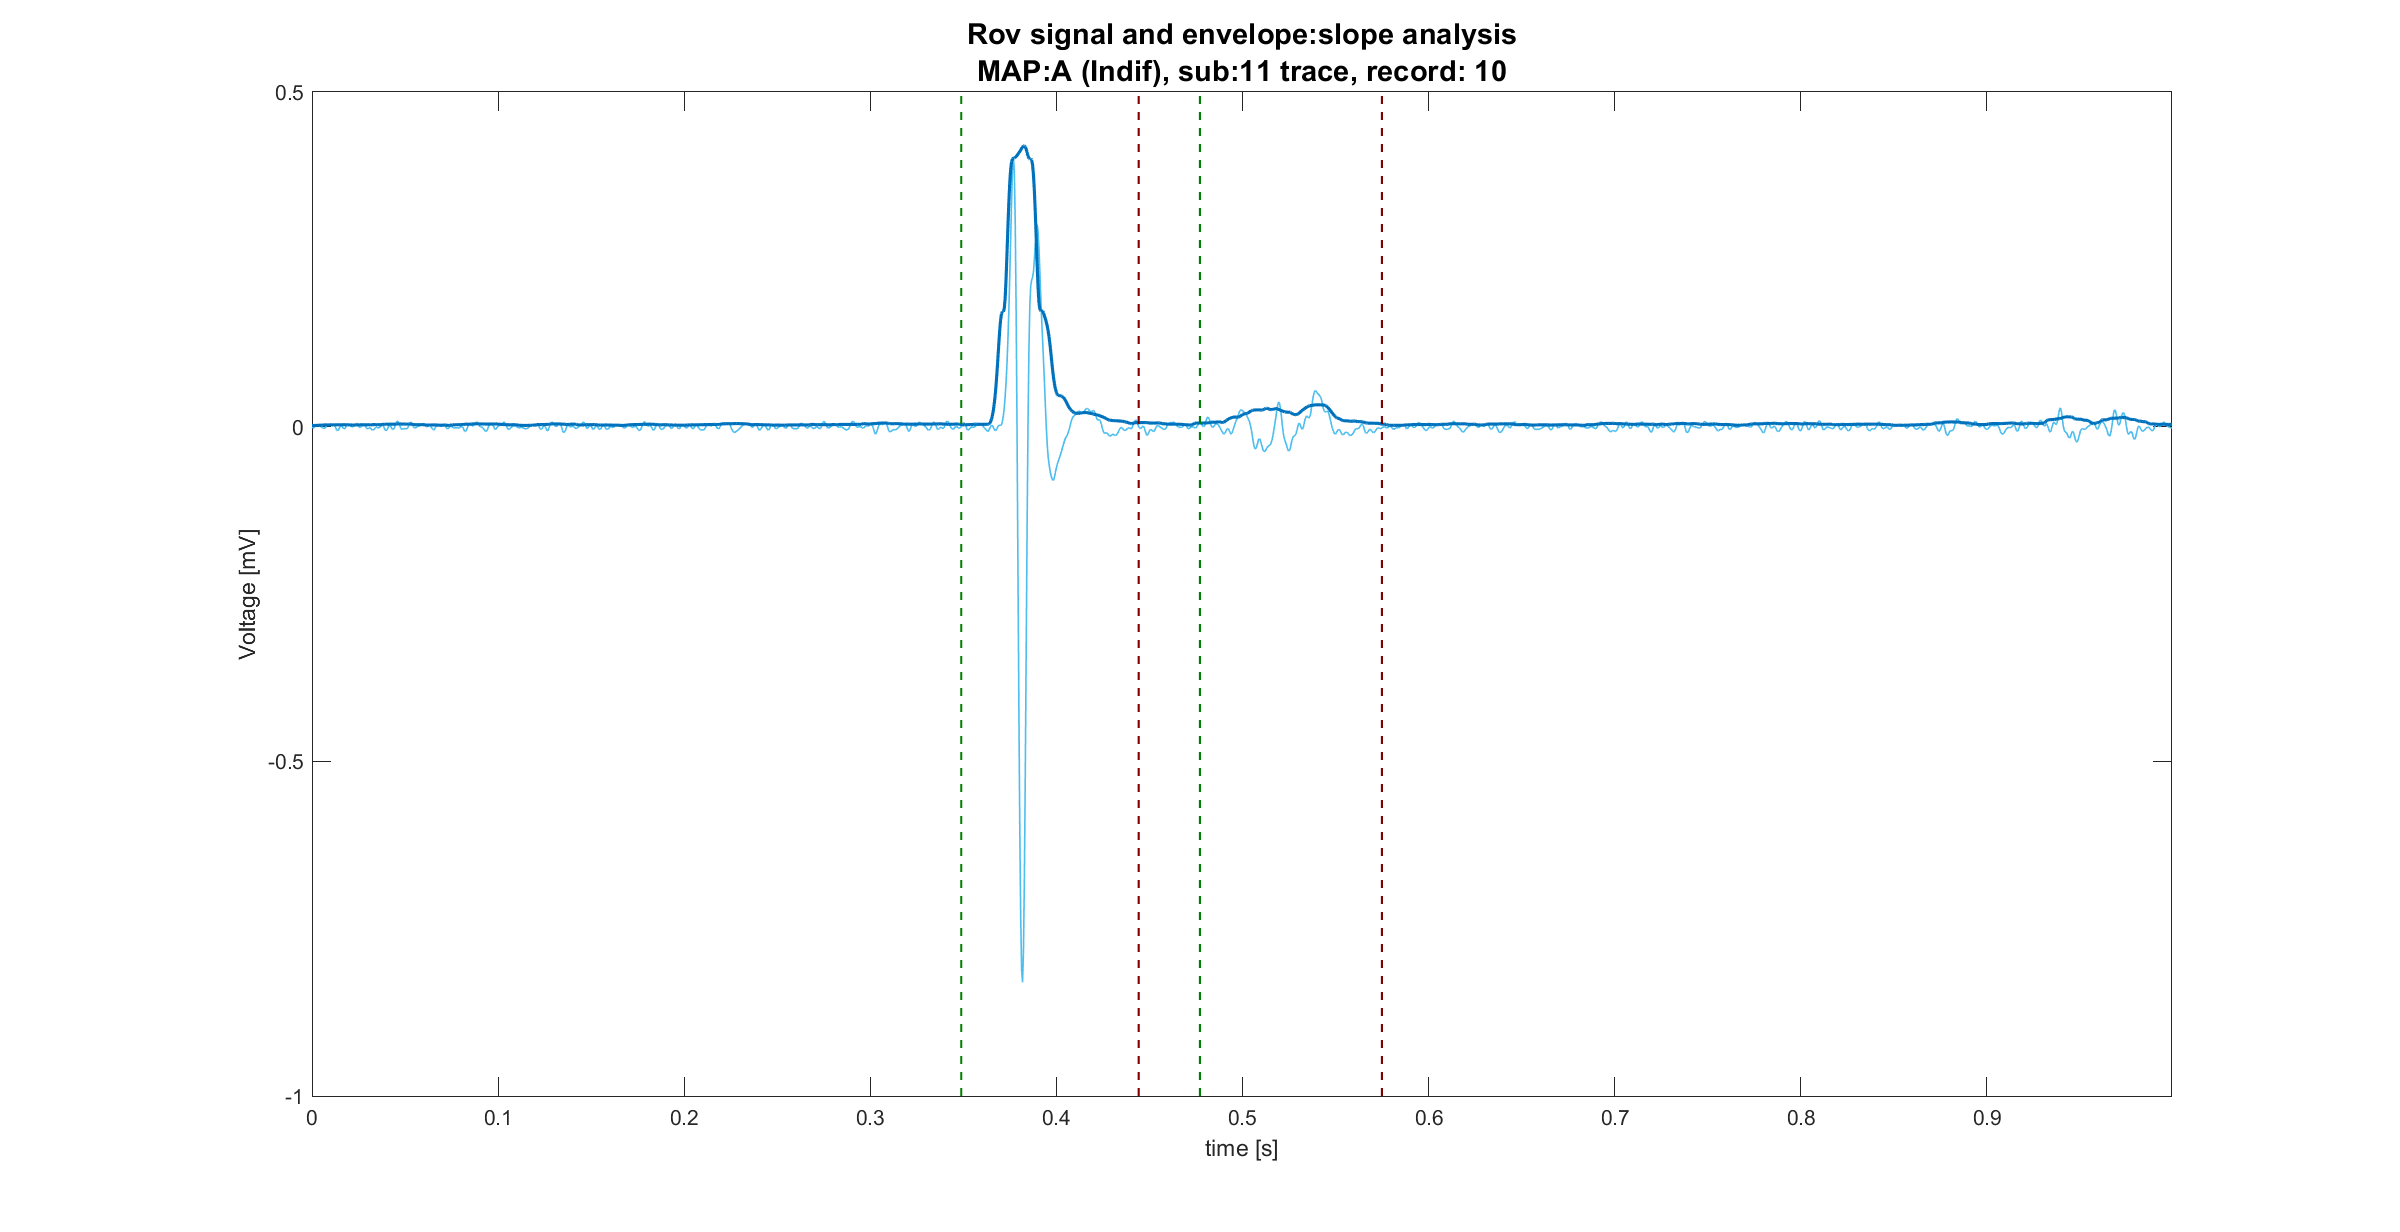 Rov signal and envelope:slope analysis
MAP:A (Indif), sub:11 trace, record: 10
0.5
0
-0.5
-1
Voltage [mV]
0 0.1 0.2 0.3 0.4 0.5 0.6 0.7 0.8 0.9
time [s]